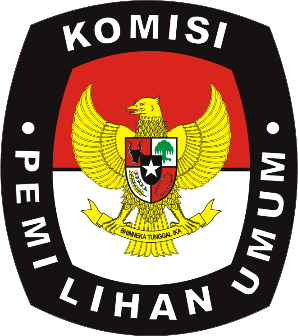 KOMISI
PEMILIHAN UMUM
BHINNEKA TUNGGAL IKA